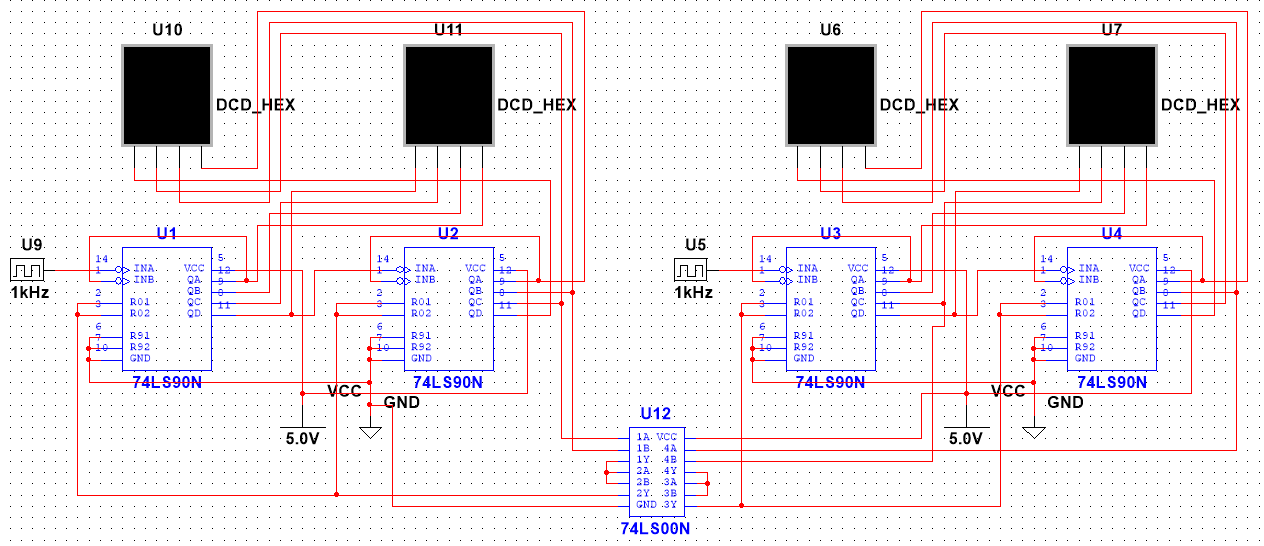 U10
U11
U6
U7
DCD_HEX
DCD_HEX
DCD_HEX
DCD_HEX
U9
1kHz
U1
14
1
2
3
6
7
10
INA
INB
R01
R02
R91
R92
GND
VCC
QA
QB
QC
QD
5
12
9
8
11
74LS90N
U2
14
1
2
3
6
7
10
INA
INB
R01
R02
R91
R92
GND
VCC
QA
QB
QC
QD
5
12
9
8
11
74LS90N
VCC
5.0V
GND
U5
1kHz
U3
14
1
2
3
6
7
10
INA
INB
R01
R02
R91
R92
GND
VCC
QA
QB
QC
QD
5
12
9
8
11
74LS90N
U4
14
1
2
3
6
7
10
INA
INB
R01
R02
R91
R92
GND
VCC
QA
QB
QC
QD
5
12
9
8
11
74LS90N
VCC
5.0V
GND
U12
1A VCC
1B 4A
1Y 4B
2A 4Y
2B 3A
2Y 3B
GND 3Y
74LS00N